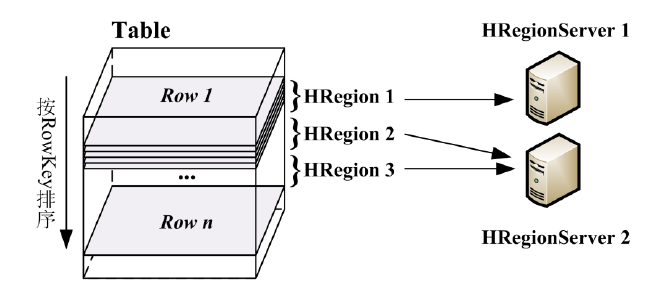 Table
HRegionServer 1
按RowKey排序
Row 1
HRegion 1
HRegion 2
HRegion 3
...
Row n
HRegionServer 2